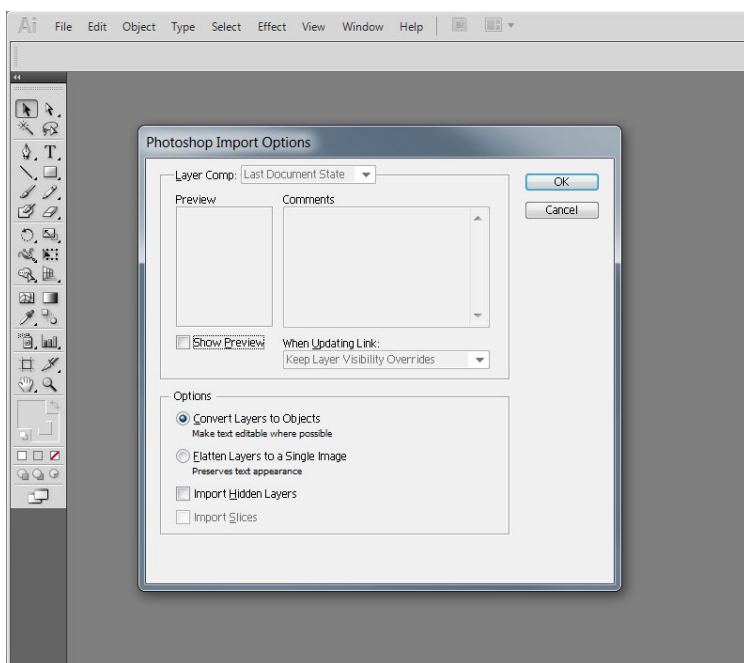 Ai File Edit Object Type Select Effect View Window Help Br
T
Photoshop Import Options
Layer Comp: Last Document State
OK
Preview Comments
Cancel
Show Preview When Updating Link:
Keep Layer Visibility Overrides
Options
Convert Layers to Objects
Make text editable where possible
Flatten Layers to a Single Image
Preserves text appearance
Import Hidden Layers
Import Slices